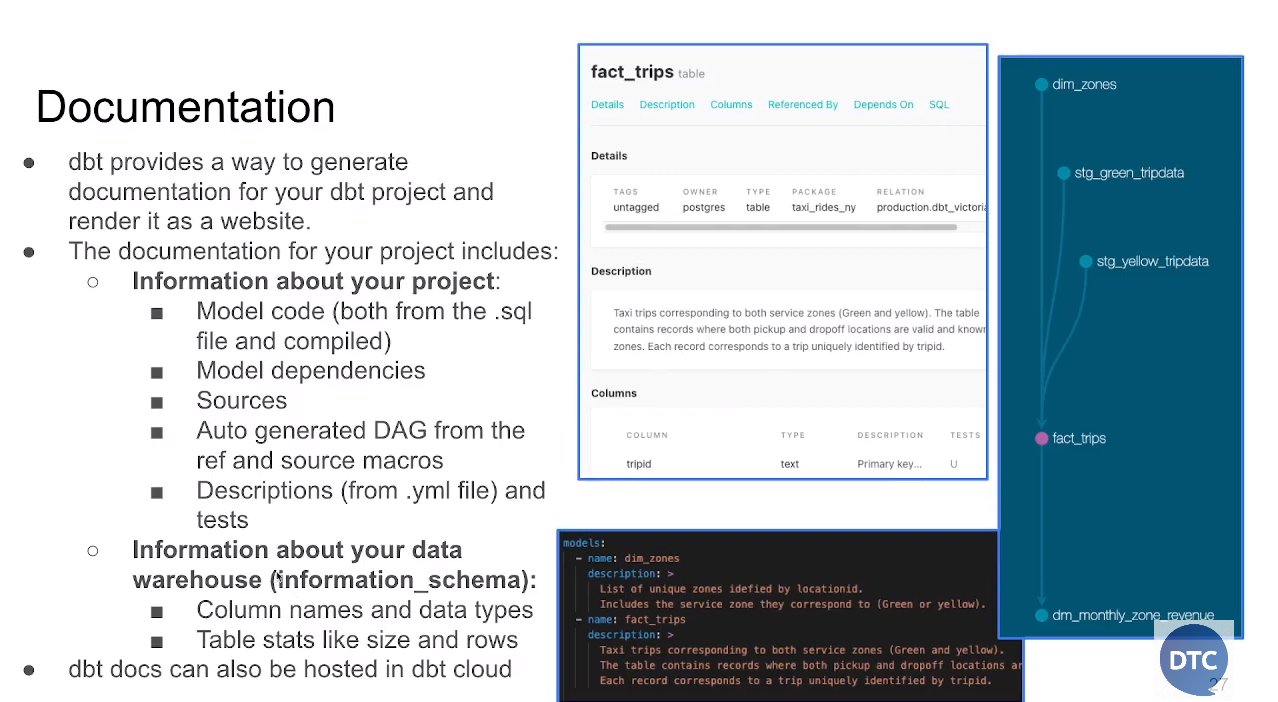 Documentation
● dbt provides a way to generate
documentation for your dbt project and
render it as a website.
● The documentation for your project includes:
○ Information about your project:
■ Model code (both from the .sql
file and compiled)
■ Model dependencies
■ Sources
■ Auto generated DAG from the
ref and source macros
■ Descriptions (from .yml file) and
tests
○ Information about your data
warehouse (information_schema):
■ Column names and data types
■ Table stats like size and rows
● dbt docs can also be hosted in dbt cloud
fact_trips table
Details Description Columns Referenced By Depends On SQL
Details
TAGS OWNER TYPE PACKAGE RELATION
untagged postgres table taxi_rides_ny production.dbt_victoria
Description
Taxi trips corresponding to both service zones (Green and yellow). The table
contains records where both pickup and dropoff locations are valid and known
zones. Each record corresponds to a trip uniquely identified by tripid.
Columns
COLUMN TYPE DESCRIPTION TESTS
tripid text Primary key... U
models:
- name: dim_zones
description: >
List of unique zones idefied by locationid.
Includes the service zone they correspond to (Green or yellow).
- name: fact_trips
description: >
Taxi trips corresponding to both service zones (Green and yellow).
The table contains records where both pickup and dropoff locations ar
Each record corresponds to a trip uniquely identified by tripid.
dim_zones
stg_green_tripdata
stg_yellow_tripdata
fact_trips
dm_monthly_zone_revenue
DTC
27